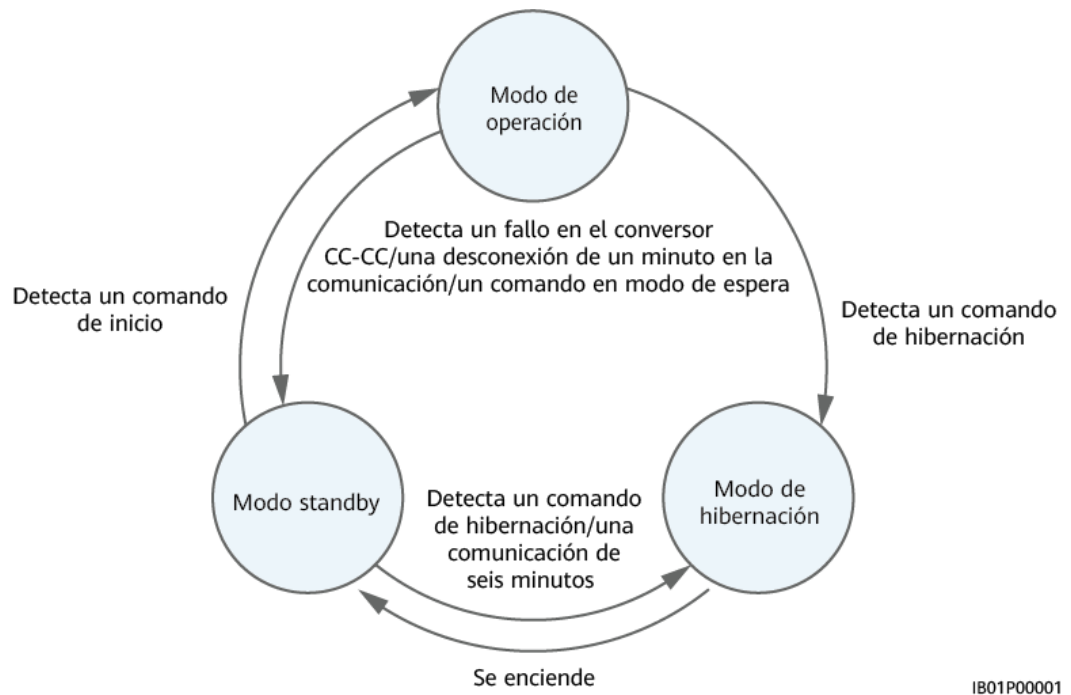 Modo de
operación
Detecta un fallo en el conversor
CC-CC/una desconexión de un minuto en la
comunicación/un comando en modo de espera
Detecta un comando
de inicio
Detecta un comando
de hibernación
Modo standby
Detecta un comando
de hibernación/una
comunicación de
seis minutos
Modo de
hibernación
Se enciende
IB01P00001